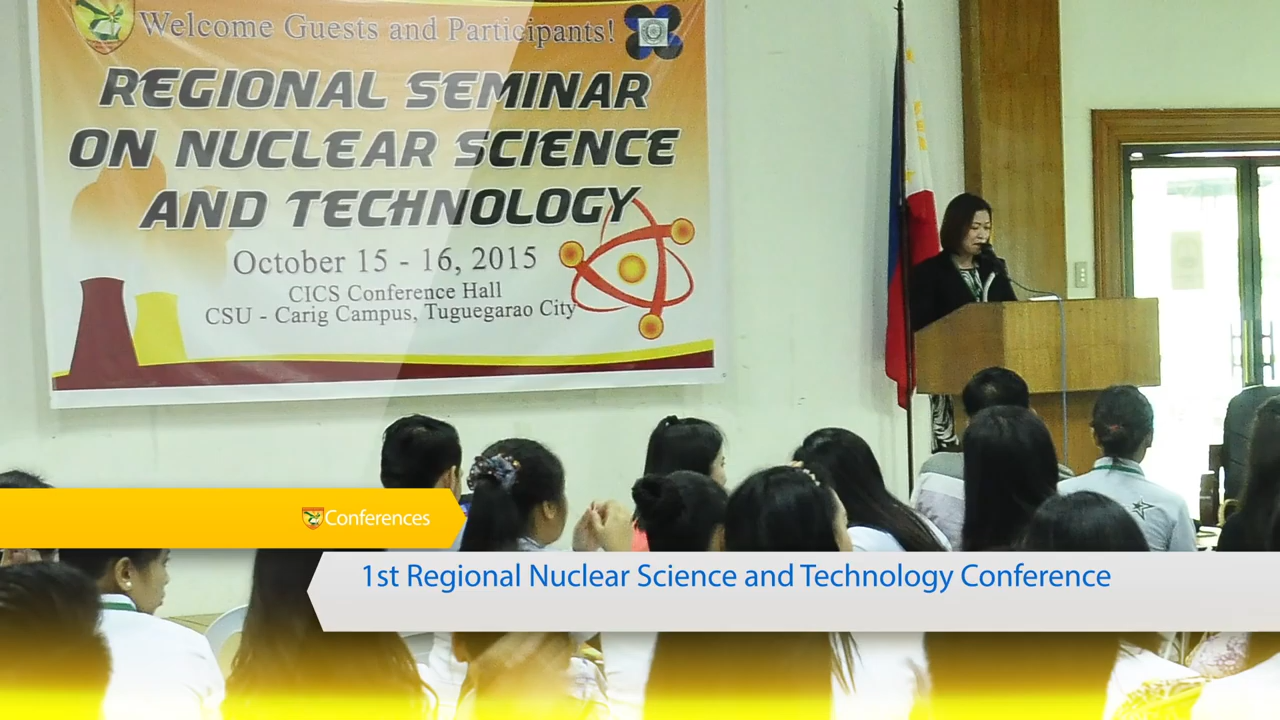 Welcome Guests and Participants!
REGIONAL SEMINAR
ON NUCLEAR SCIENCE
AND TECHNOLOGY
October 15 - 16, 2015
CICS Conference Hall
CSU - Carig Campus, Tuguegarao City
Conferences
1st Regional Nuclear Science and Technology Conference